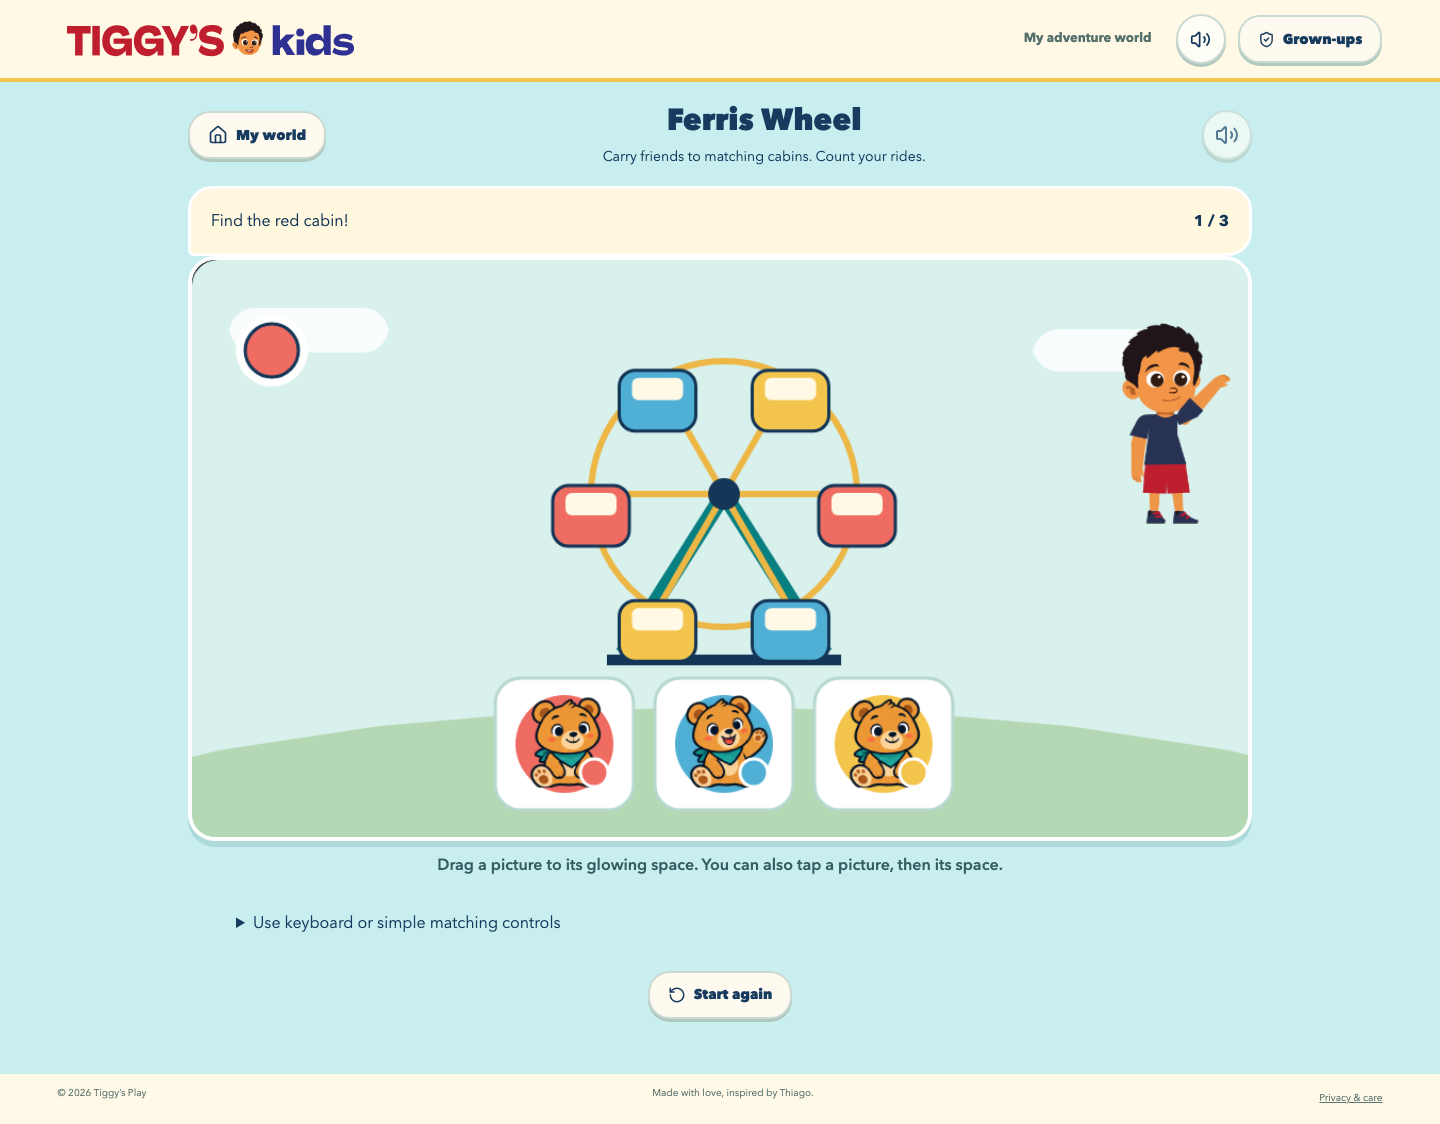 TIGGY'S kids
My adventure world
Grown-ups
My world
Ferris Wheel
Carry friends to matching cabins. Count your rides.
Find the red cabin!
1 / 3
Drag a picture to its glowing space. You can also tap a picture, then its space.
Use keyboard or simple matching controls
Start again
© 2026 Tiggy's Play
Made with love, inspired by Thiago.
Privacy & care